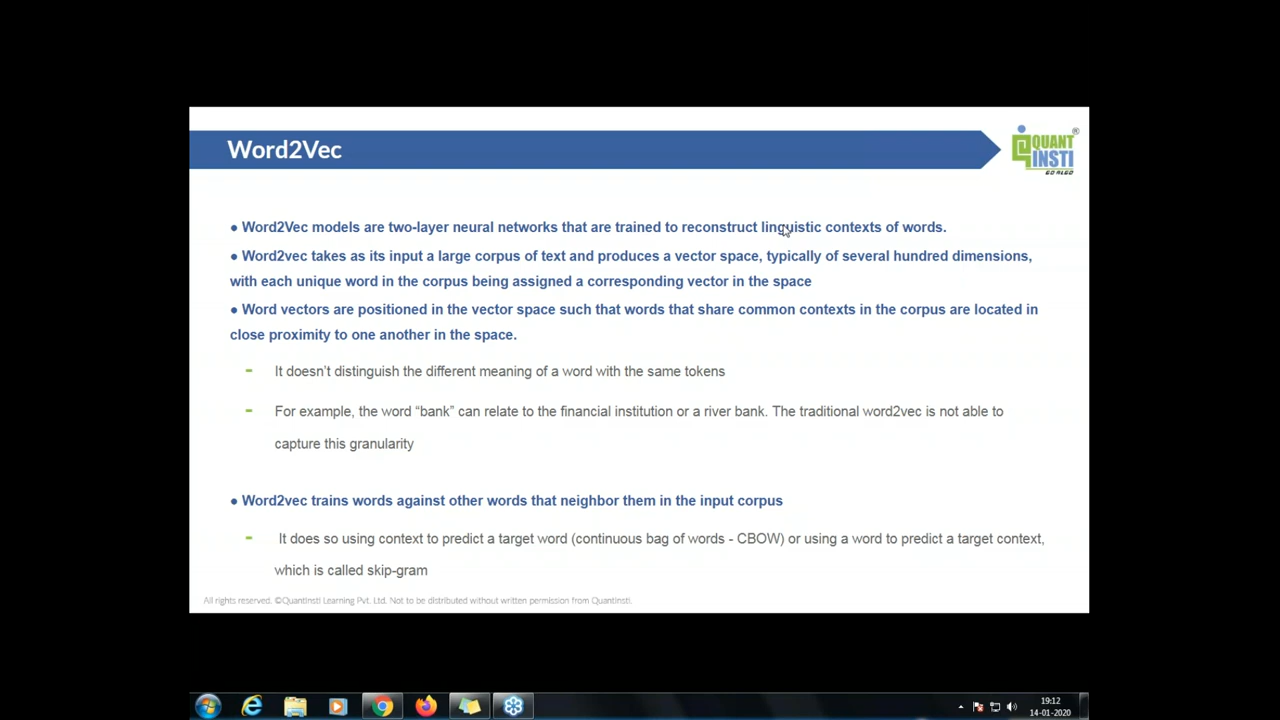 Word2Vec
QUANT
INSTI
GO ALGO
● Word2Vec models are two-layer neural networks that are trained to reconstruct linguistic contexts of words.
● Word2vec takes as its input a large corpus of text and produces a vector space, typically of several hundred dimensions,
with each unique word in the corpus being assigned a corresponding vector in the space
● Word vectors are positioned in the vector space such that words that share common contexts in the corpus are located in
close proximity to one another in the space.
- It doesn't distinguish the different meaning of a word with the same tokens
- For example, the word “bank” can relate to the financial institution or a river bank. The traditional word2vec is not able to
capture this granularity
● Word2vec trains words against other words that neighbor them in the input corpus
- It does so using context to predict a target word (continuous bag of words - CBOW) or using a word to predict a target context,
which is called skip-gram
All rights reserved. ©QuantInsti Learning Pvt. Ltd. Not to be distributed without written permission from QuantInsti.
19:12
14-01-2020